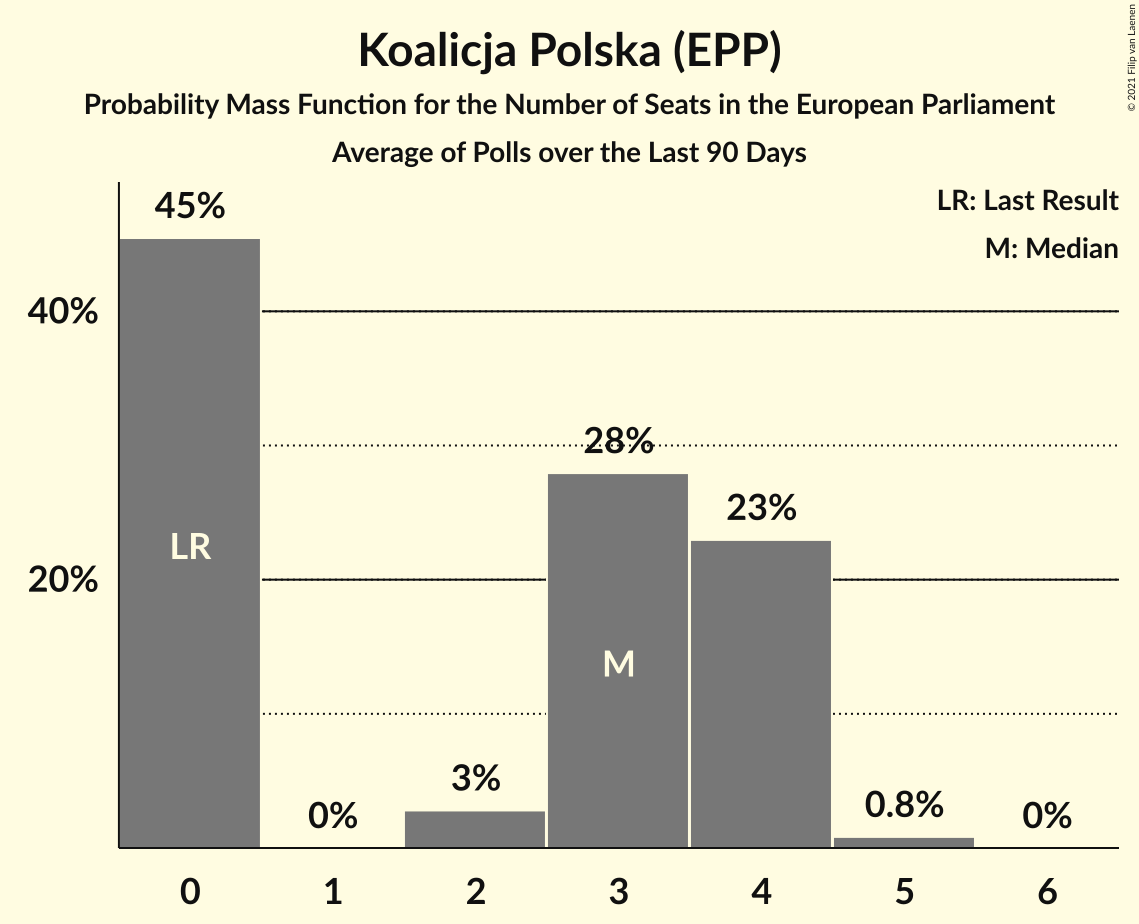 Koalicja Polska (EPP)
Probability Mass Function for the Number of Seats in the European Parliament
Average of Polls over the Last 90 Days
© 2021 Filip van Laenen
LR: Last Result
M: Median
45%
40%
28%
23%
LR
20%
M
3%
0%
0.8%
0%
0 1 2 3 4 5 6